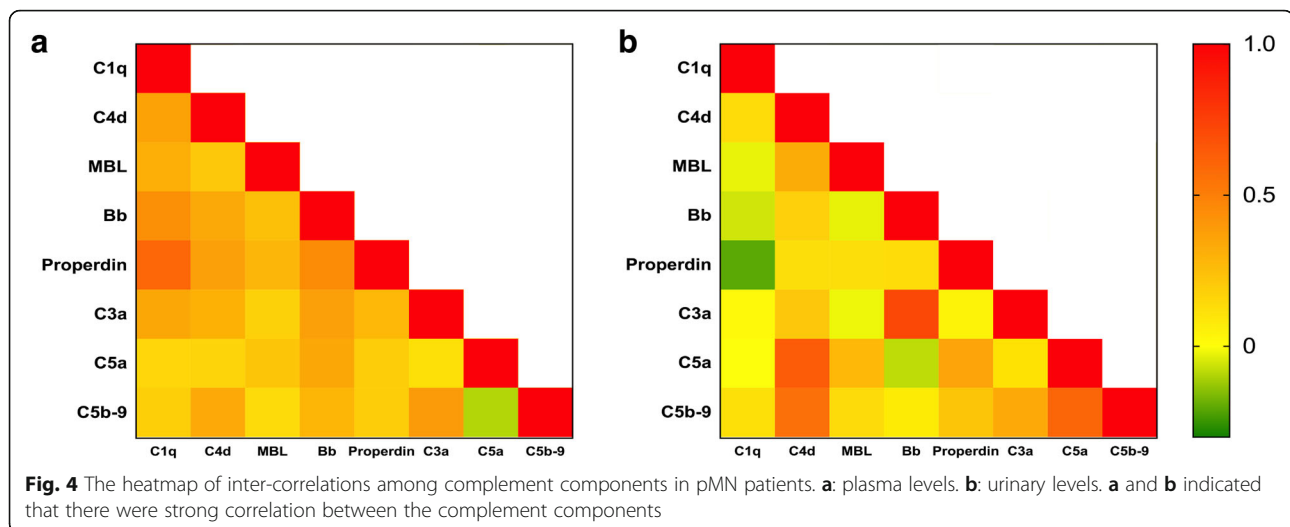 a
b
C1q
C4d
MBL
Bb
Properdin
C3a
C5a
C5b-9
C1q C4d MBL Bb Properdin C3a C5a C5b-9
C1q
C4d
MBL
Bb
Properdin
C3a
C5a
C5b-9
C1q C4d MBL Bb Properdin C3a C5a C5b-9
1.0
0.5
0
Fig. 4 The heatmap of inter-correlations among complement components in pMN patients. a: plasma levels. b: urinary levels. a and b indicated
that there were strong correlation between the complement components